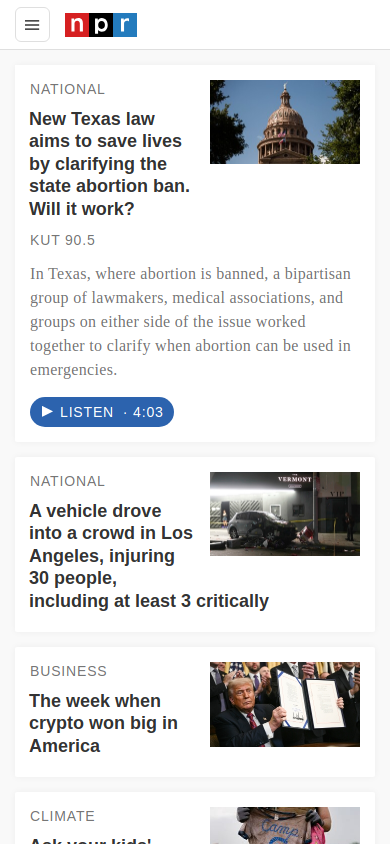 npr
NATIONAL
New Texas law
aims to save lives
by clarifying the
state abortion ban.
Will it work?
KUT 90.5
In Texas, where abortion is banned, a bipartisan
group of lawmakers, medical associations, and
groups on either side of the issue worked
together to clarify when abortion can be used in
emergencies.
LISTEN · 4:03
NATIONAL
A vehicle drove
into a crowd in Los
Angeles, injuring
30 people,
including at least 3 critically
VERMONT
VIP
BUSINESS
The week when
crypto won big in
America
CLIMATE
Camp
Ask your kids'